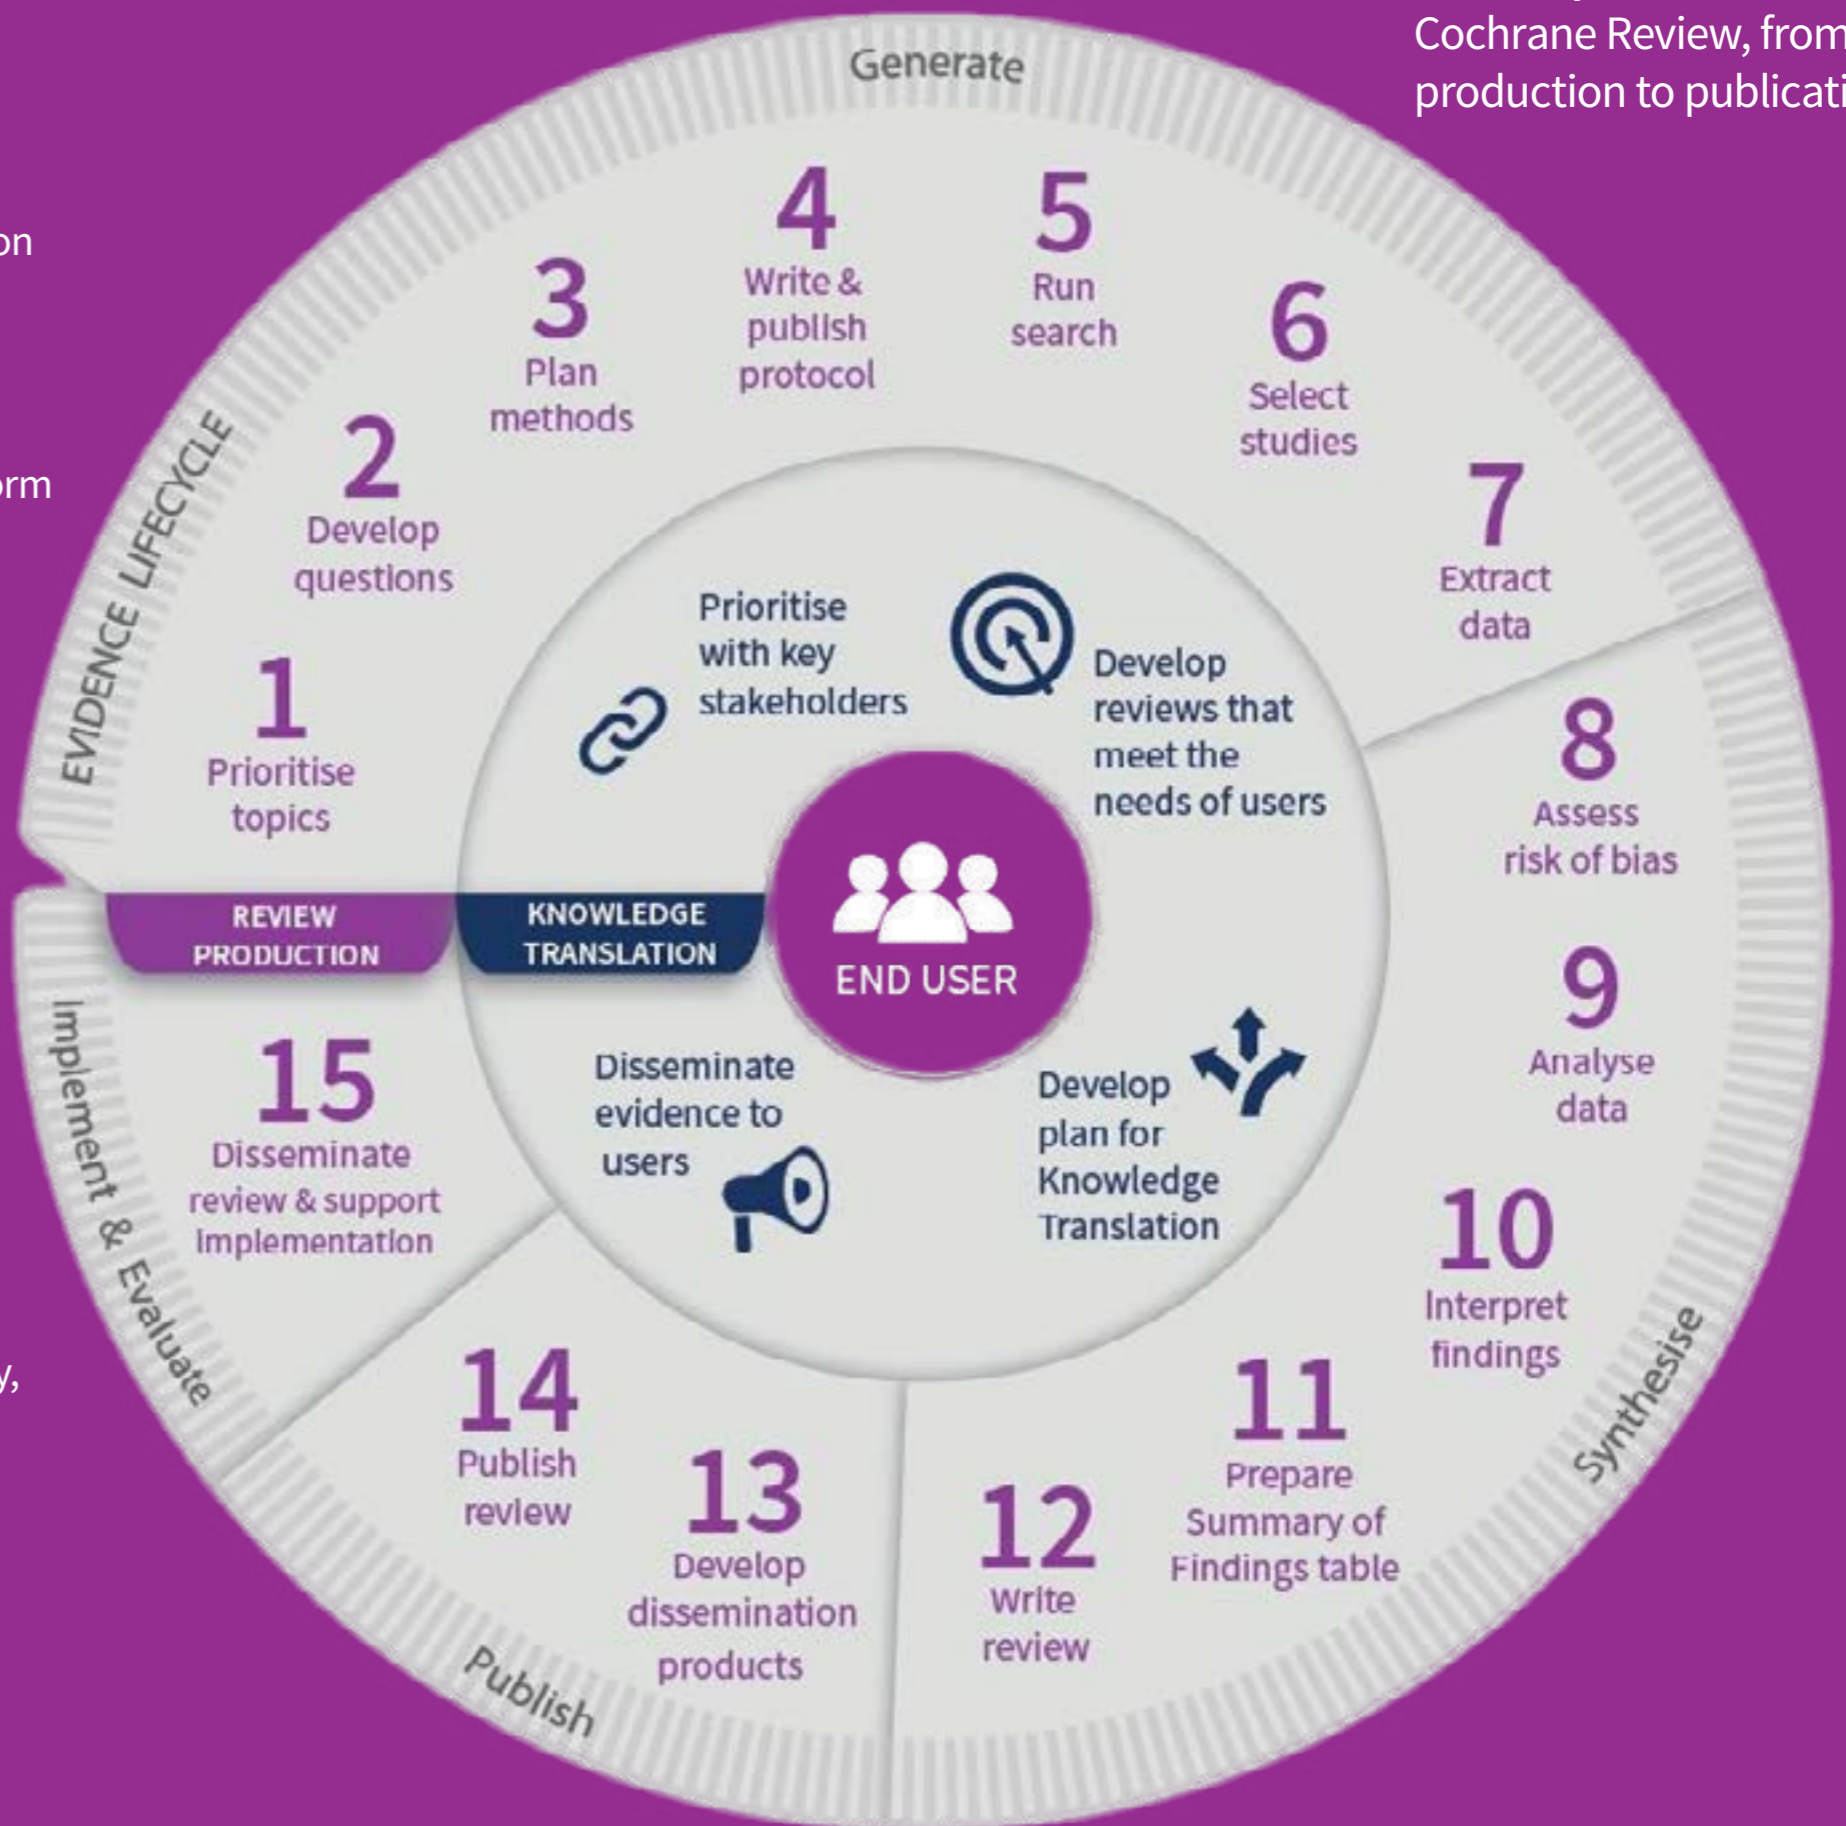 Cochrane Review, from
production to publicati
on
orm
y,
EVIDENCE LIFECYCLE
Generate
1
Prioritise
topics
2
Develop
questions
3
Plan
methods
4
Write &
publish
protocol
5
Run
search
6
Select
studies
7
Extract
data
Synthesise
8
Assess
risk of bias
9
Analyse
data
10
Interpret
findings
11
Prepare
Summary of
Findings table
12
Write
review
Publish
13
Develop
dissemination
products
14
Publish
review
Implement & Evaluate
15
Disseminate
review & support
implementation
REVIEW
PRODUCTION
KNOWLEDGE
TRANSLATION
Prioritise
with key
stakeholders
Develop
reviews that
meet the
needs of users
Develop
plan for
Knowledge
Translation
Disseminate
evidence to
users
END USER